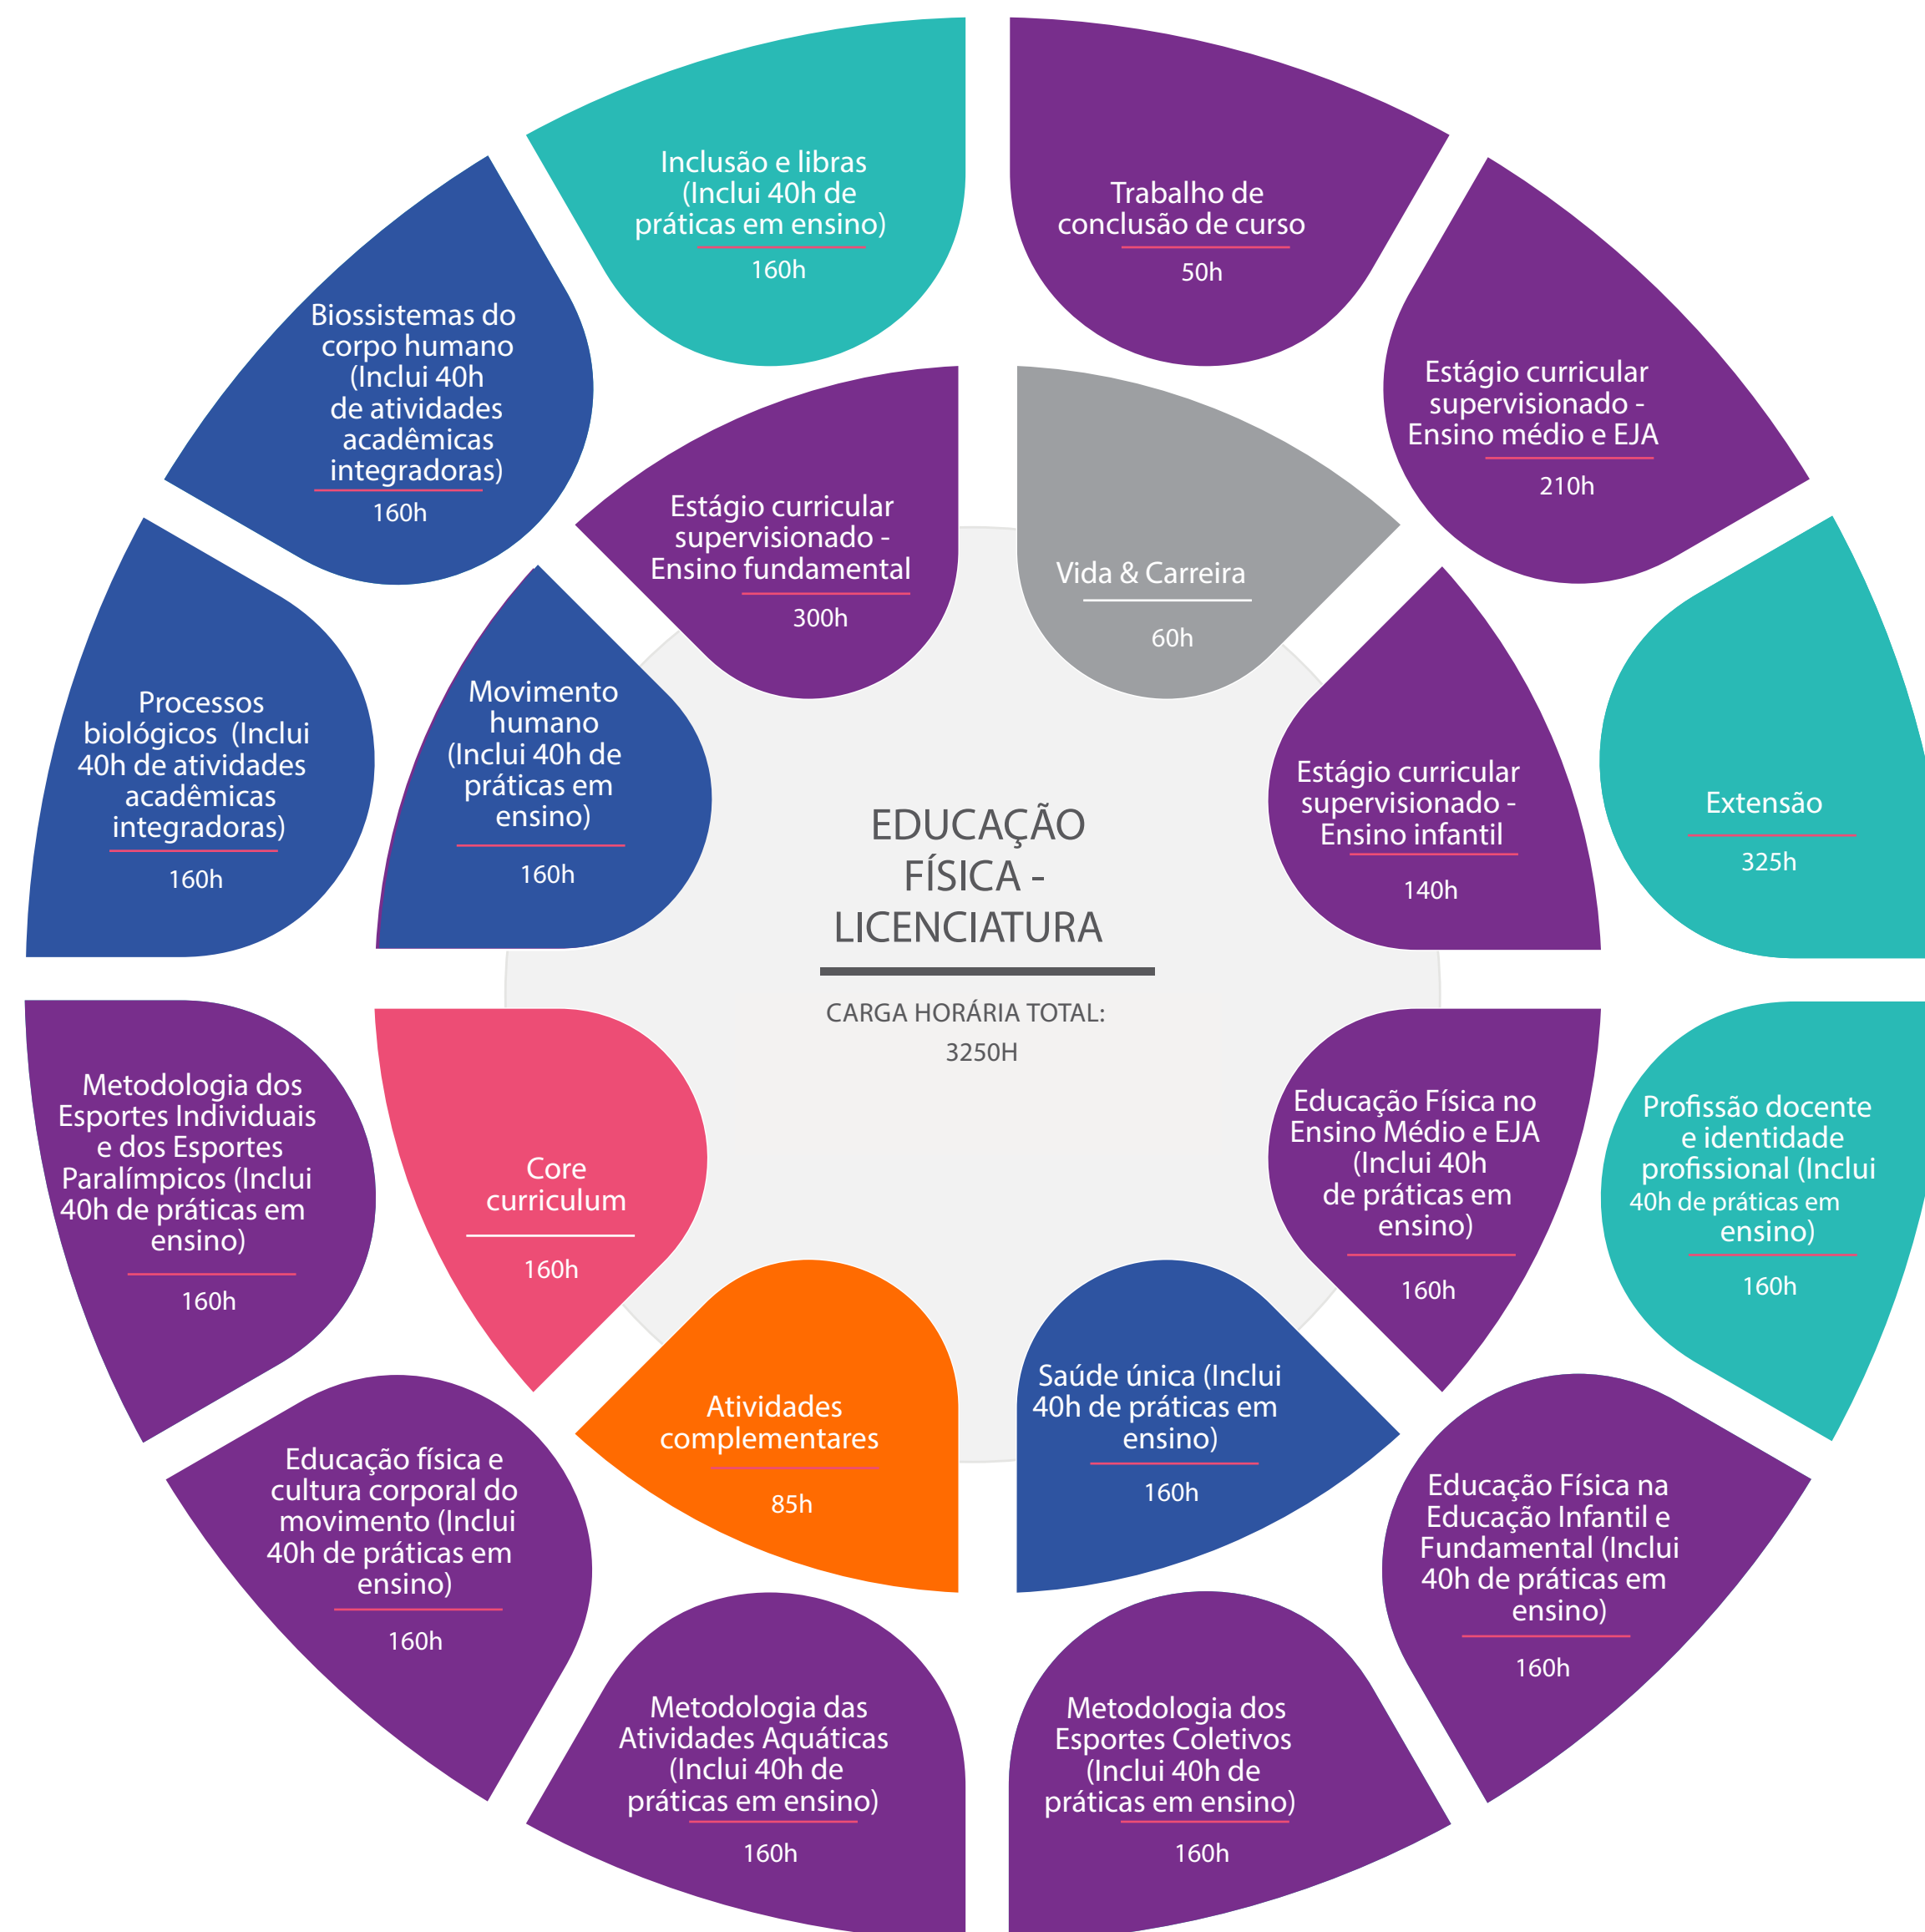 Inclusão e libras
(Inclui 40h de
práticas em ensino)
160h
Trabalho de
conclusão de curso
50h
Estágio curricular
supervisionado -
Ensino médio e EJA
210h
Extensão
325h
Profissão docente
e identidade
profissional (Inclui
40h de práticas em
ensino)
160h
Educação Física na
Educação Infantil e
Fundamental (Inclui
40h de práticas em
ensino)
160h
Metodologia dos
Esportes Coletivos
(Inclui 40h de
práticas em ensino)
160h
Metodologia das
Atividades Aquáticas
(Inclui 40h de
práticas em ensino)
160h
Educação física e
cultura corporal do
movimento (Inclui
40h de práticas em
ensino)
160h
Metodologia dos
Esportes Individuais
e dos Esportes
Paralímpicos (Inclui
40h de práticas em
ensino)
160h
Processos
biológicos (Inclui
40h de atividades
acadêmicas
integradoras)
160h
Biossistemas do
corpo humano
(Inclui 40h
de atividades
acadêmicas
integradoras)
160h
Estágio curricular
supervisionado -
Ensino fundamental
300h
Vida & Carreira
60h
Estágio curricular
supervisionado -
Ensino infantil
140h
Educação Física no
Ensino Médio e EJA
(Inclui 40h
de práticas em
ensino)
160h
Saúde única (Inclui
40h de práticas em
ensino)
160h
Atividades
complementares
85h
Core
curriculum
160h
Movimento
humano
(Inclui 40h de
práticas em
ensino)
160h
EDUCAÇÃO
FÍSICA -
LICENCIATURA
CARGA HORÁRIA TOTAL:
3250H